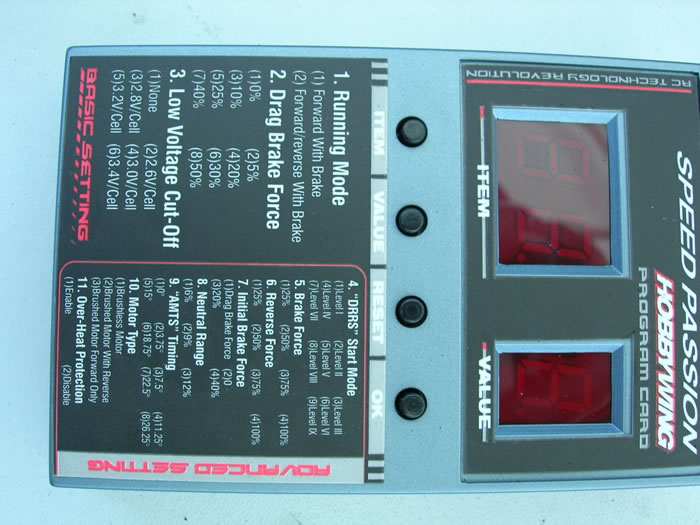 SPEED PASSION
HOBBYWING
PROGRAM CARD
RC TECHNOLOGY REVOLUTION
ITEM
VALUE
ITEM
VALUE
RESET
OK
1. Running Mode
(1) Forward With Brake
(2) Forward/reverse With Brake
2. Drag Brake Force
(1)0% (2)5%
(3)10% (4)20%
(5)25% (6)30%
(7)40% (8)50%
3. Low Voltage Cut-Off
(1)None (2)2.6V/Cell
(3)2.8V/Cell (4)3.0V/Cell
(5)3.2V/Cell (6)3.4V/Cell
BASIC SETTING
4. "DRRS" Start Mode
(1)Level I (2)Level II (3)Level III
(4)Level IV (5)Level V (6)Level VI
(7)Level VII (8)Level VIII (9)Level IX
5. Brake Force
(1)25% (2)50% (3)75% (4)100%
6. Reverse Force
(1)25% (2)50% (3)75% (4)100%
7. Initial Brake Force
(1)Drag Brake Force (2)0
(3)20% (4)40%
8. Neutral Range
(1)6% (2)9% (3)12%
9. "AMTS" Timing
(1)0° (2)3.75° (3)7.5° (4)11.25°
(5)15° (6)18.75° (7)22.5° (8)26.25°
10. Motor Type
(1)Brushless Motor
(2)Brushed Motor With Reverse
(3)Brushed Motor Forward Only
11. Over-Heat Protection
(1)Enable (2)Disable
ADVANCED SETTING